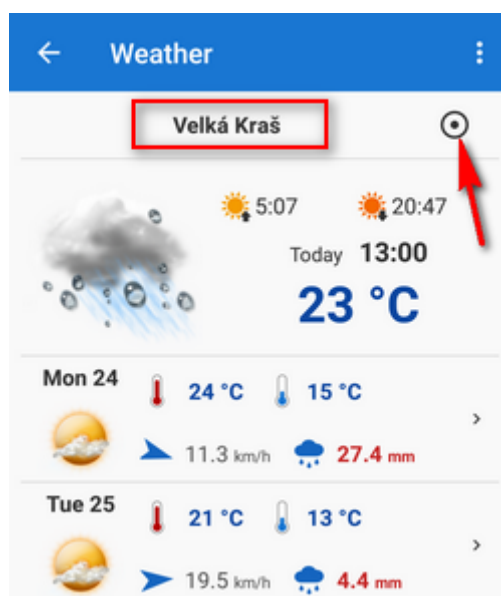 Weather
Velká Kraš
5:07 20:47
Today 13:00
23 °C
Mon 24
24 °C 15 °C
11.3 km/h 27.4 mm
Tue 25
21 °C 13 °C
19.5 km/h 4.4 mm